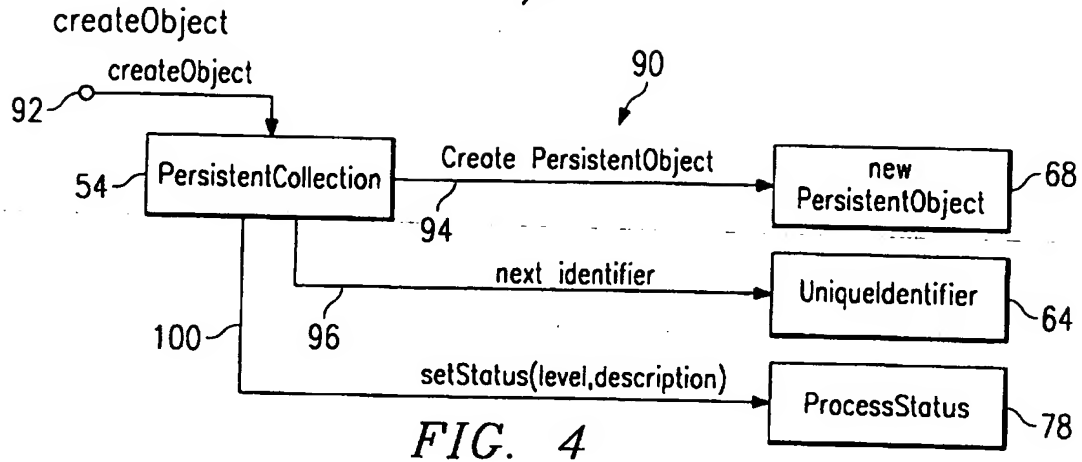 createObject
createObject
92
90
54
PersistentCollection
Create PersistentObject
94
new
PersistentObject
68
next identifier
96
UniqueIdentifier
64
100
setStatus(level,description)
ProcessStatus
78
FIG. 4